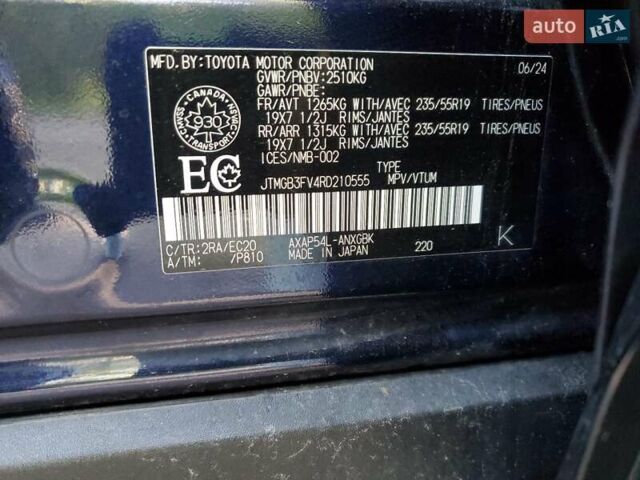 auto RIA.com
MFD.BY:TOYOTA MOTOR CORPORATION 06/24
GVWR/PNBV:2510KG
GAWR/PNBE:
FR/AVT 1265KG WITH/AVEC 235/55R19 TIRES/PNEUS
19X7 1/2J RIMS/JANTES
RR/ARR 1315KG WITH/AVEC 235/55R19 TIRES/PNEUS
19X7 1/2J RIMS/JANTES
ICES/NMB-002
CANADA
930
TRANSPORT
EC
TYPE
JTMGB3FV4RD210555 MPV/VTUM
C/TR:2RA/EC20 AXAP54L-ANXGBK 220 K
A/TM: /P810 MADE IN JAPAN